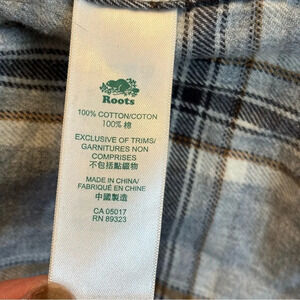 Roots
100% COTTON/COTON
100% 棉
EXCLUSIVE OF TRIMS/
GARNITURES NON
COMPRISES
不包括點綴物
MADE IN CHINA/
FABRIQUÉ EN CHINE
中國製造
CA 05017
RN 89323